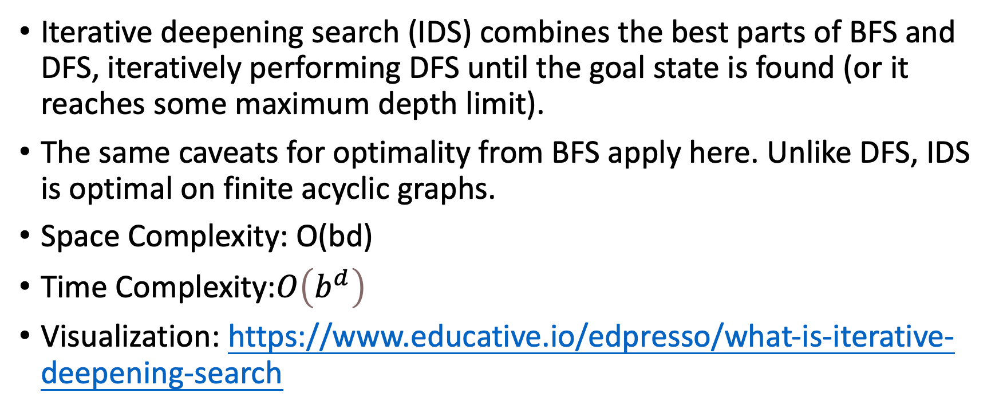 • Iterative deepening search (IDS) combines the best parts of BFS and
DFS, iteratively performing DFS until the goal state is found (or it
reaches some maximum depth limit).
• The same caveats for optimality from BFS apply here. Unlike DFS, IDS
is optimal on finite acyclic graphs.
• Space Complexity: O(bd)
• Time Complexity:𝑂(𝑏^𝑑)
• Visualization: https://www.educative.io/edpresso/what-is-iterative-
deepening-search